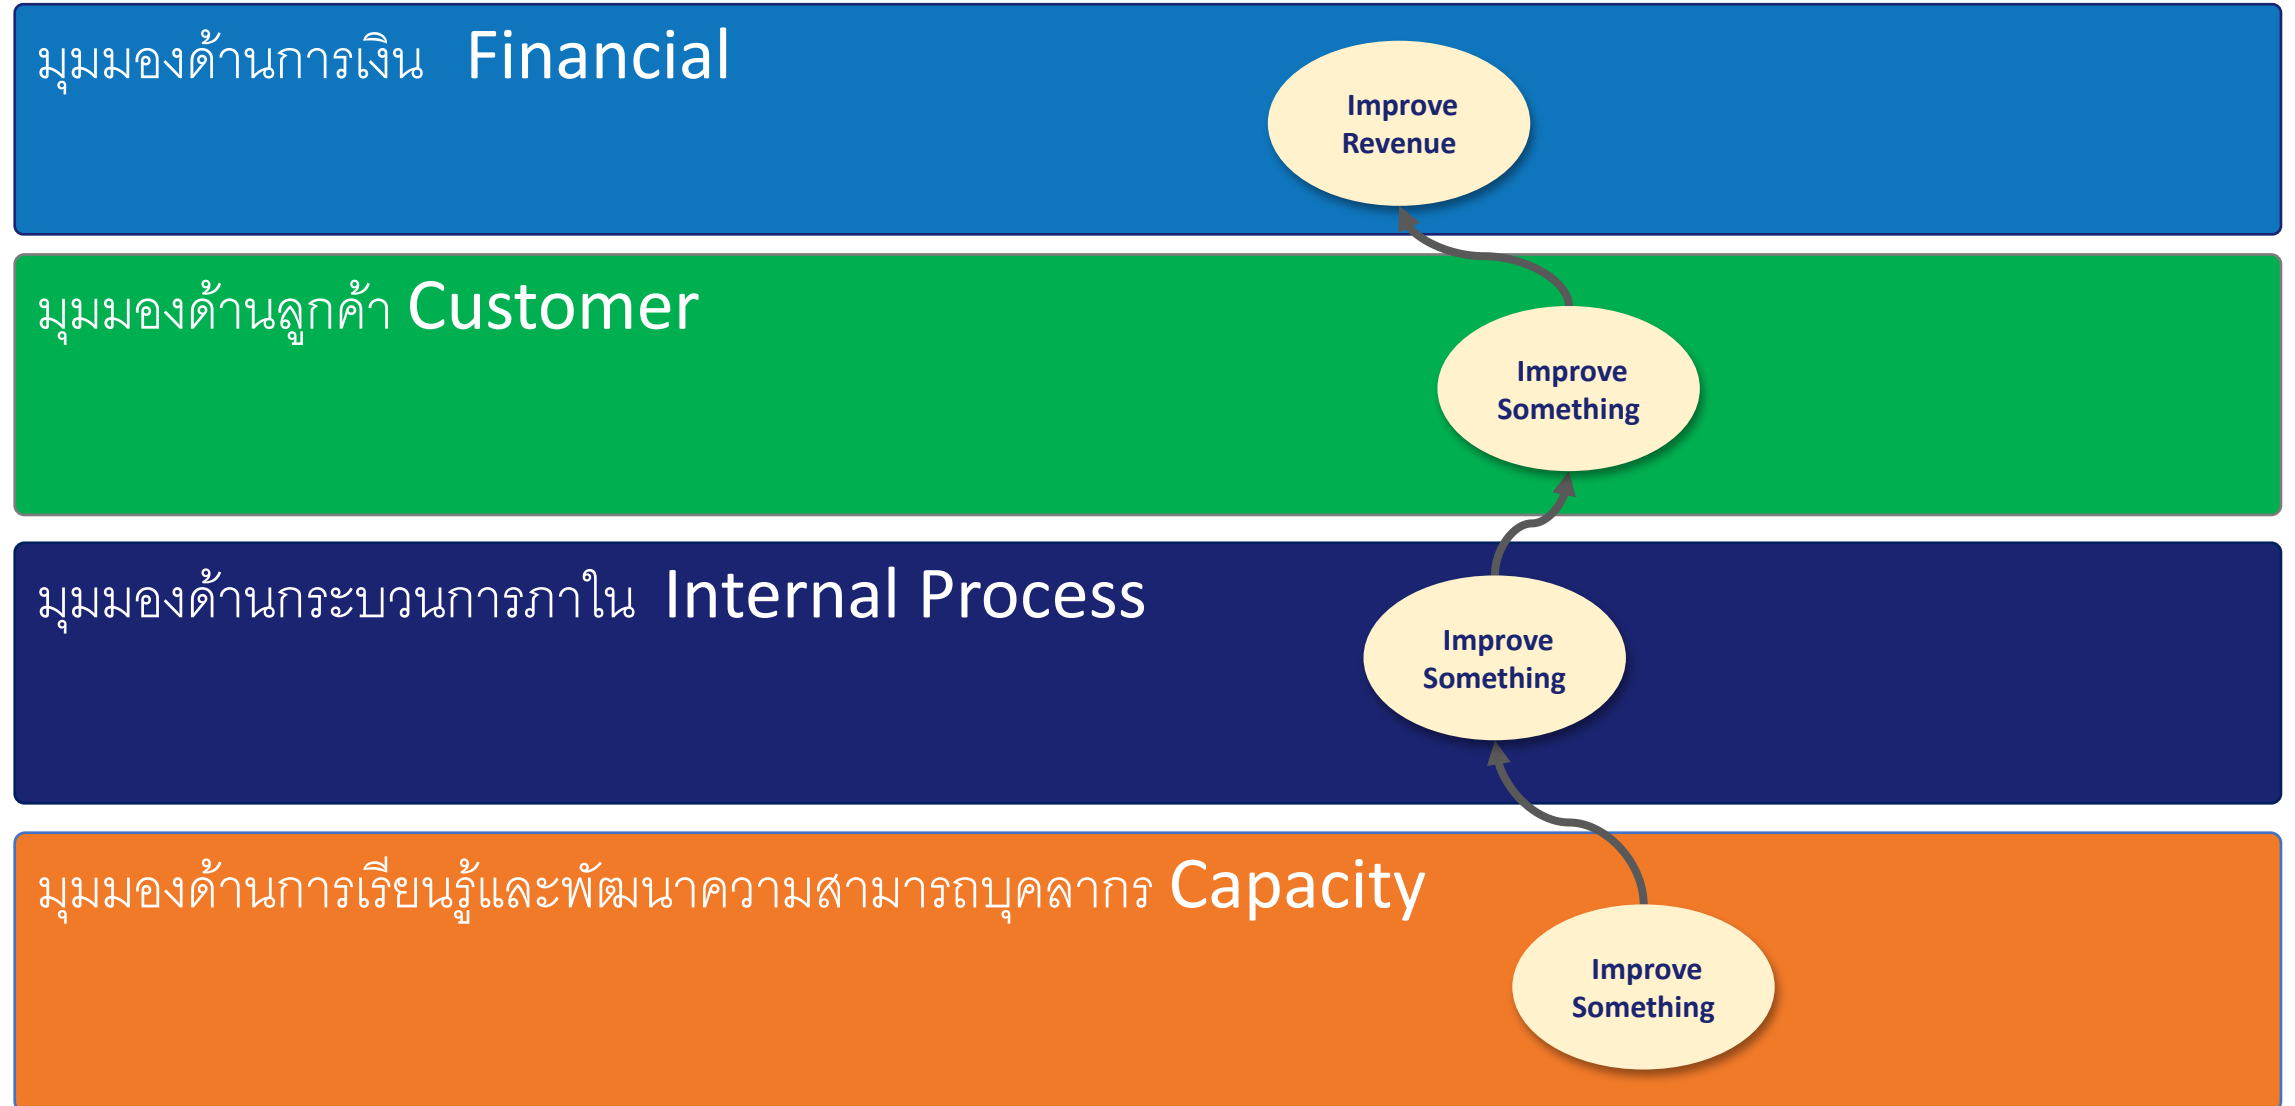 มุมมองด้านการเงิน Financial
Improve
Revenue
มุมมองด้านลูกค้า Customer
Improve
Something
มุมมองด้านกระบวนการภาใน Internal Process
Improve
Something
มุมมองด้านการเรียนรู้และพัฒนาความสามารถบุคลากร Capacity
Improve
Something